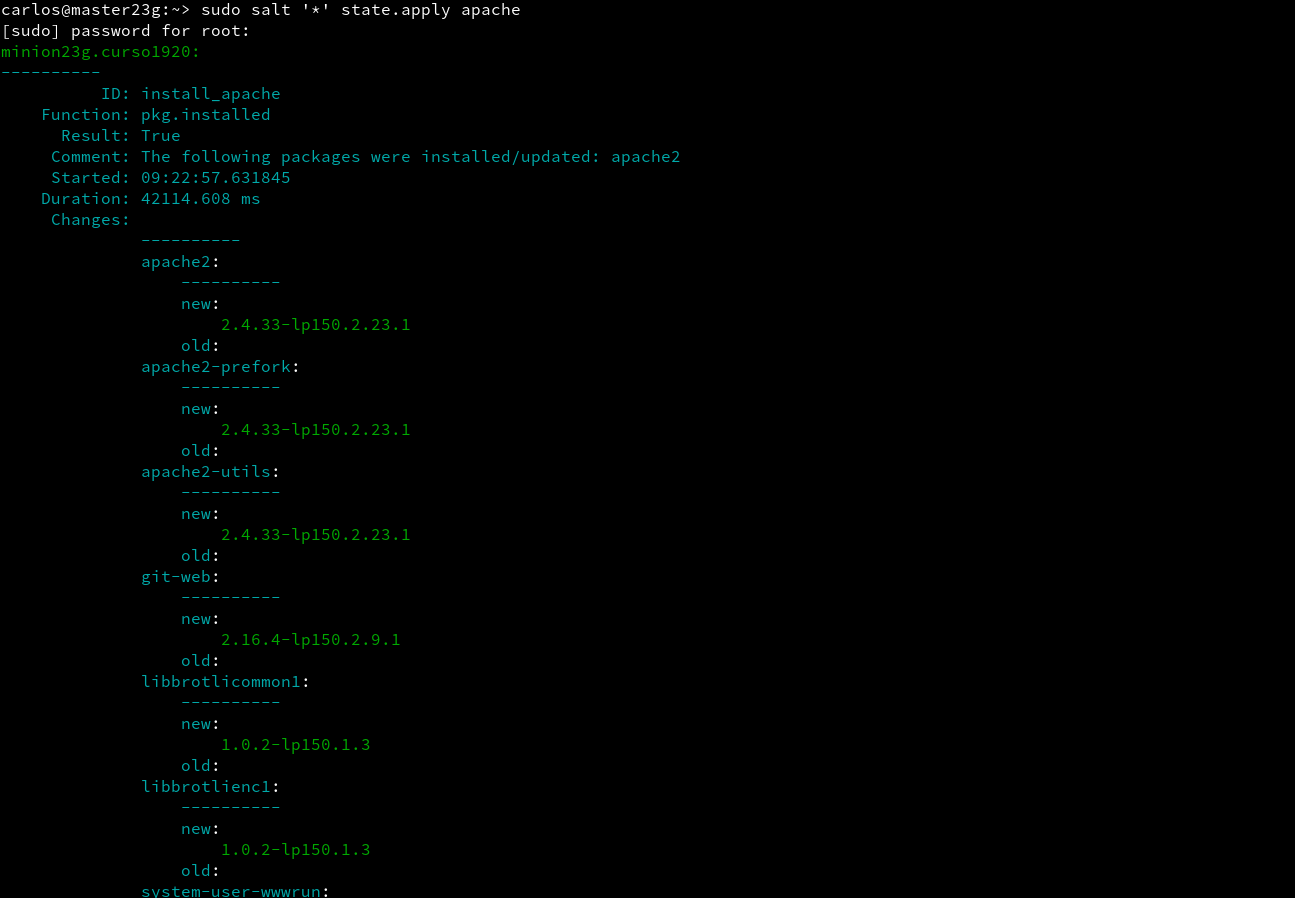 carlos@master23g:~> sudo salt '*' state.apply apache
[sudo] password for root:
minion23g.curso1920:
----------
          ID: install_apache
    Function: pkg.installed
      Result: True
     Comment: The following packages were installed/updated: apache2
     Started: 09:22:57.631845
    Duration: 42114.608 ms
     Changes:
              ----------
              apache2:
                  ----------
                  new:
                      2.4.33-lp150.2.23.1
                  old:
              apache2-prefork:
                  ----------
                  new:
                      2.4.33-lp150.2.23.1
                  old:
              apache2-utils:
                  ----------
                  new:
                      2.4.33-lp150.2.23.1
                  old:
              git-web:
                  ----------
                  new:
                      2.16.4-lp150.2.9.1
                  old:
              libbrotlicommon1:
                  ----------
                  new:
                      1.0.2-lp150.1.3
                  old:
              libbrotlienc1:
                  ----------
                  new:
                      1.0.2-lp150.1.3
                  old:
              system-user-wwwrun: